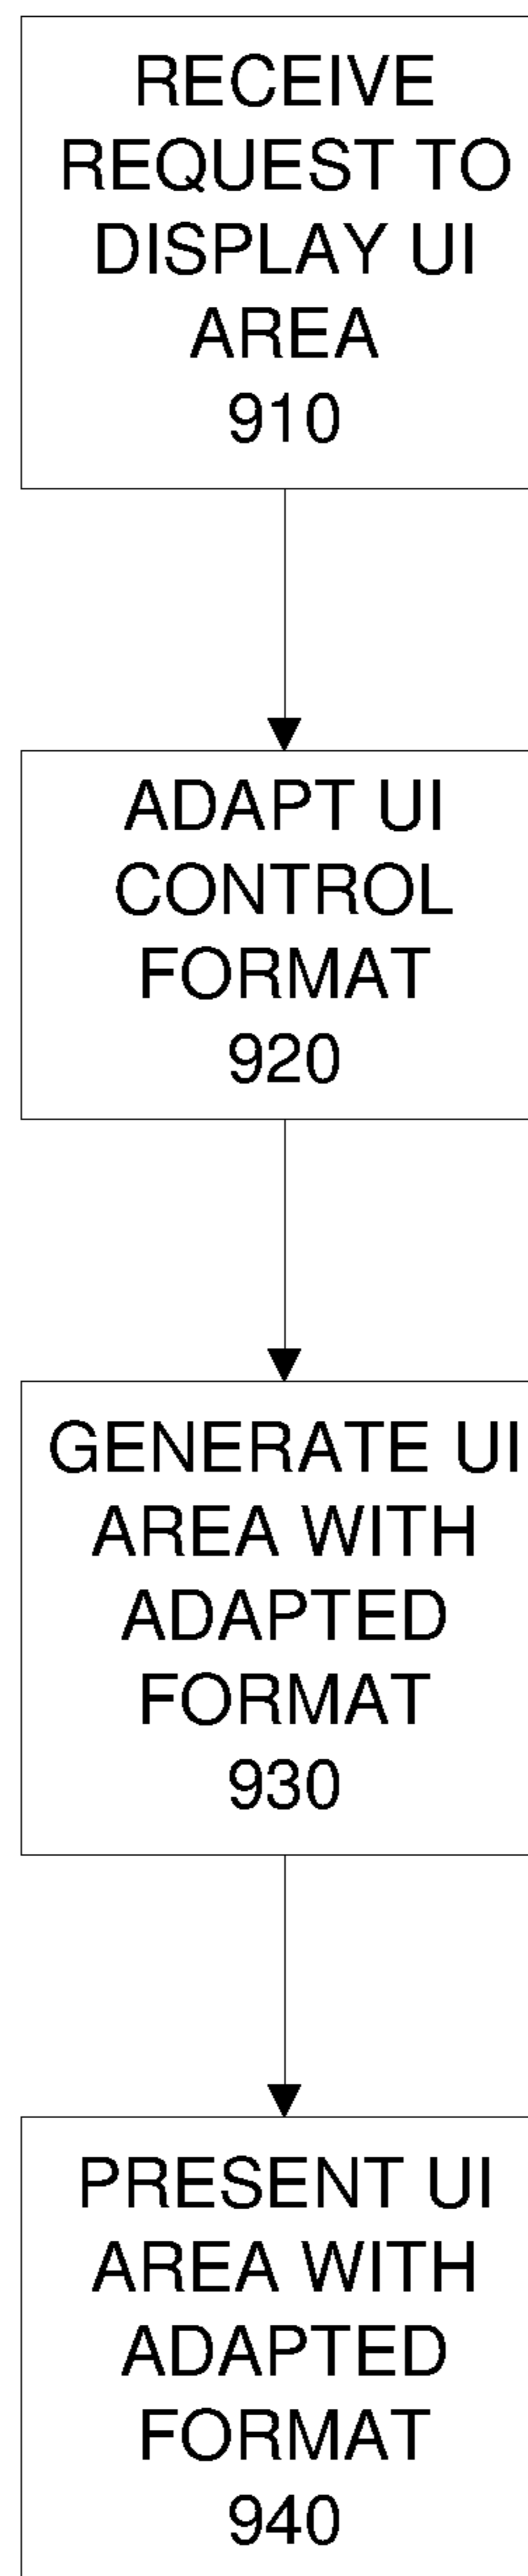 RECEIVE
REQUEST TO
DISPLAY UI
AREA
910
ADAPT UI
CONTROL
FORMAT
920
GENERATE UI
AREA WITH
ADAPTED
FORMAT
930
PRESENT UI
AREA WITH
ADAPTED
FORMAT
940